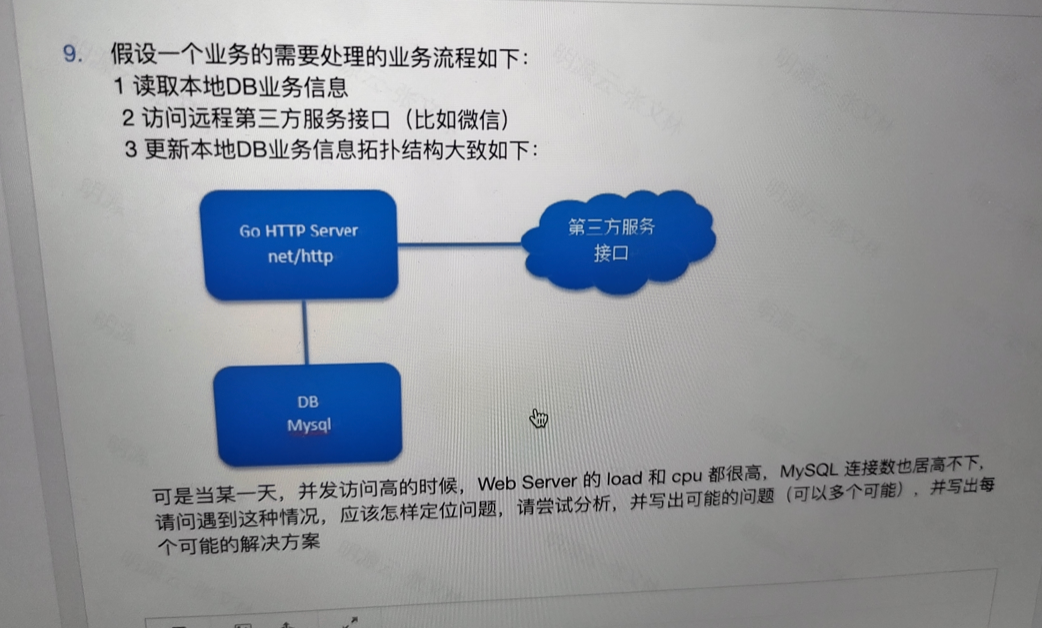 9. 假设一个业务的需要处理的业务流程如下：
1 读取本地DB业务信息
2 访问远程第三方服务接口（比如微信）
3 更新本地DB业务信息拓扑结构大致如下：
Go HTTP Server
net/http
第三方服务
接口
DB
Mysql
可是当某一天，并发访问高的时候，Web Server 的 load 和 cpu 都很高，MySQL 连接数也居高不下，
请问遇到这种情况，应该怎样定位问题，请尝试分析，并写出可能的问题（可以多个可能），并写出每
个可能的解决方案